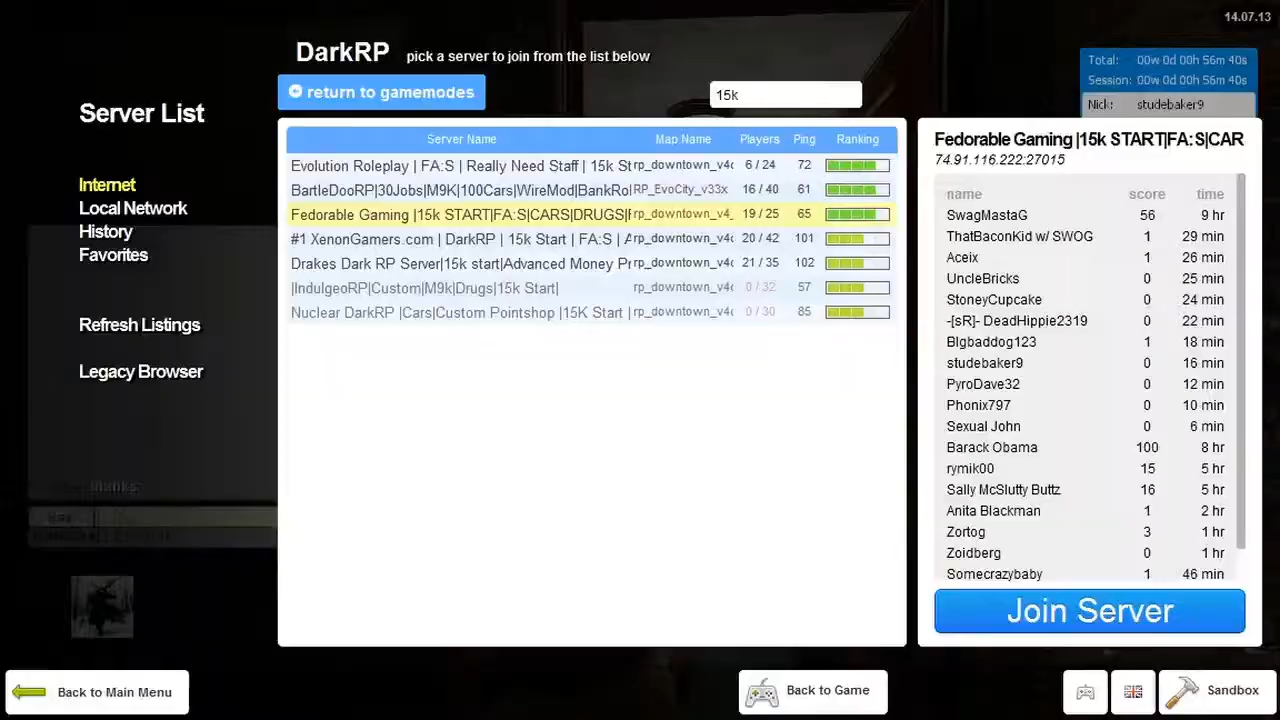 14.07.13
DarkRP pick a server to join from the list below
Total: 00w 0d 00h 56m 40s
Session: 00w 0d 00h 56m 40s
Nick: studebaker9
return to gamemodes
15k
Server List
Internet
Local Network
History
Favorites
Refresh Listings
Legacy Browser
Server Name Map Name Players Ping Ranking
Evolution Roleplay | FA:S | Really Need Staff | 15k St rp_downtown_v4c 6 / 24 72
BartleDooRP|30Jobs|M9K|100Cars|WireMod|BankRo RP_EvoCity_v33x 16 / 40 61
Fedorable Gaming |15k START|FA:S|CARS|DRUGS| rp_downtown_v4_ 19 / 25 65
#1 XenonGamers.com | DarkRP | 15k Start | FA:S | A rp_downtown_v4c 20 / 42 101
Drakes Dark RP Server|15k start|Advanced Money Pr rp_downtown_v4c 21 / 35 102
|IndulgeoRP|Custom|M9k|Drugs|15k Start| rp_downtown_v4c 0 / 32 57
Nuclear DarkRP |Cars|Custom Pointshop |15K Start | rp_downtown_v4c 0 / 30 85
Fedorable Gaming |15k START|FA:S|CAR
74.91.116.222:27015
name score time
SwagMastaG 56 9 hr
ThatBaconKid w/ SWOG 1 29 min
Aceix 1 26 min
UncleBricks 0 25 min
StoneyCupcake 0 24 min
-[sR]- DeadHippie2319 0 22 min
BIgbaddog123 1 18 min
studebaker9 0 16 min
PyroDave32 0 12 min
Phonix797 0 10 min
Sexual John 0 6 min
Barack Obama 100 8 hr
rymik00 15 5 hr
Sally McSlutty Buttz 16 5 hr
Anita Blackman 1 2 hr
Zortog 3 1 hr
Zoidberg 0 1 hr
Somecrazybaby 1 46 min
Join Server
thanks
Back to Main Menu
Back to Game
Sandbox